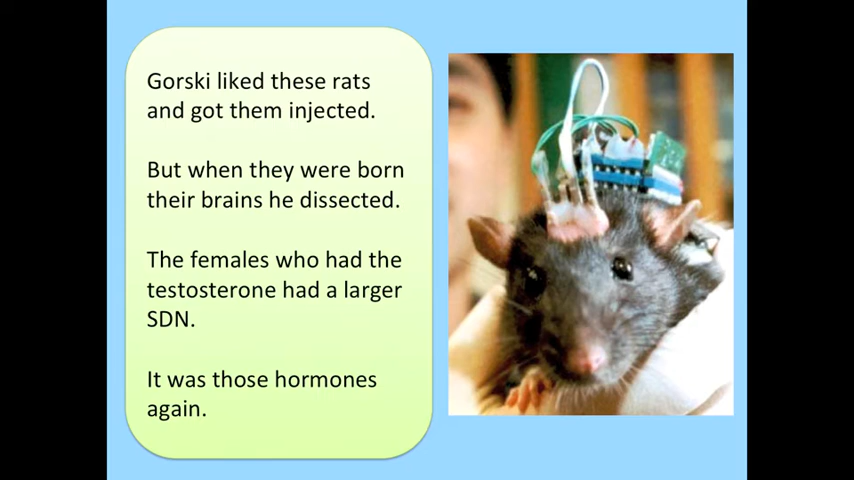 Gorski liked these rats
and got them injected.
But when they were born
their brains he dissected.
The females who had the
testosterone had a larger
SDN.
It was those hormones
again.